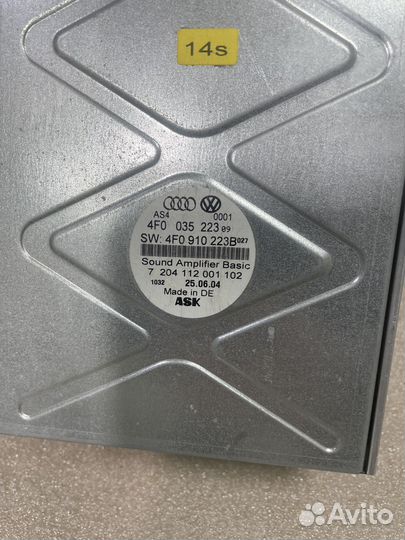 14s
AS4 0001
4F0 035 223 09
SW: 4F0 910 223B 027
Sound Amplifier Basic
7 204 112 001 102
1032 25.06.04
Made in DE
ASK
Avito